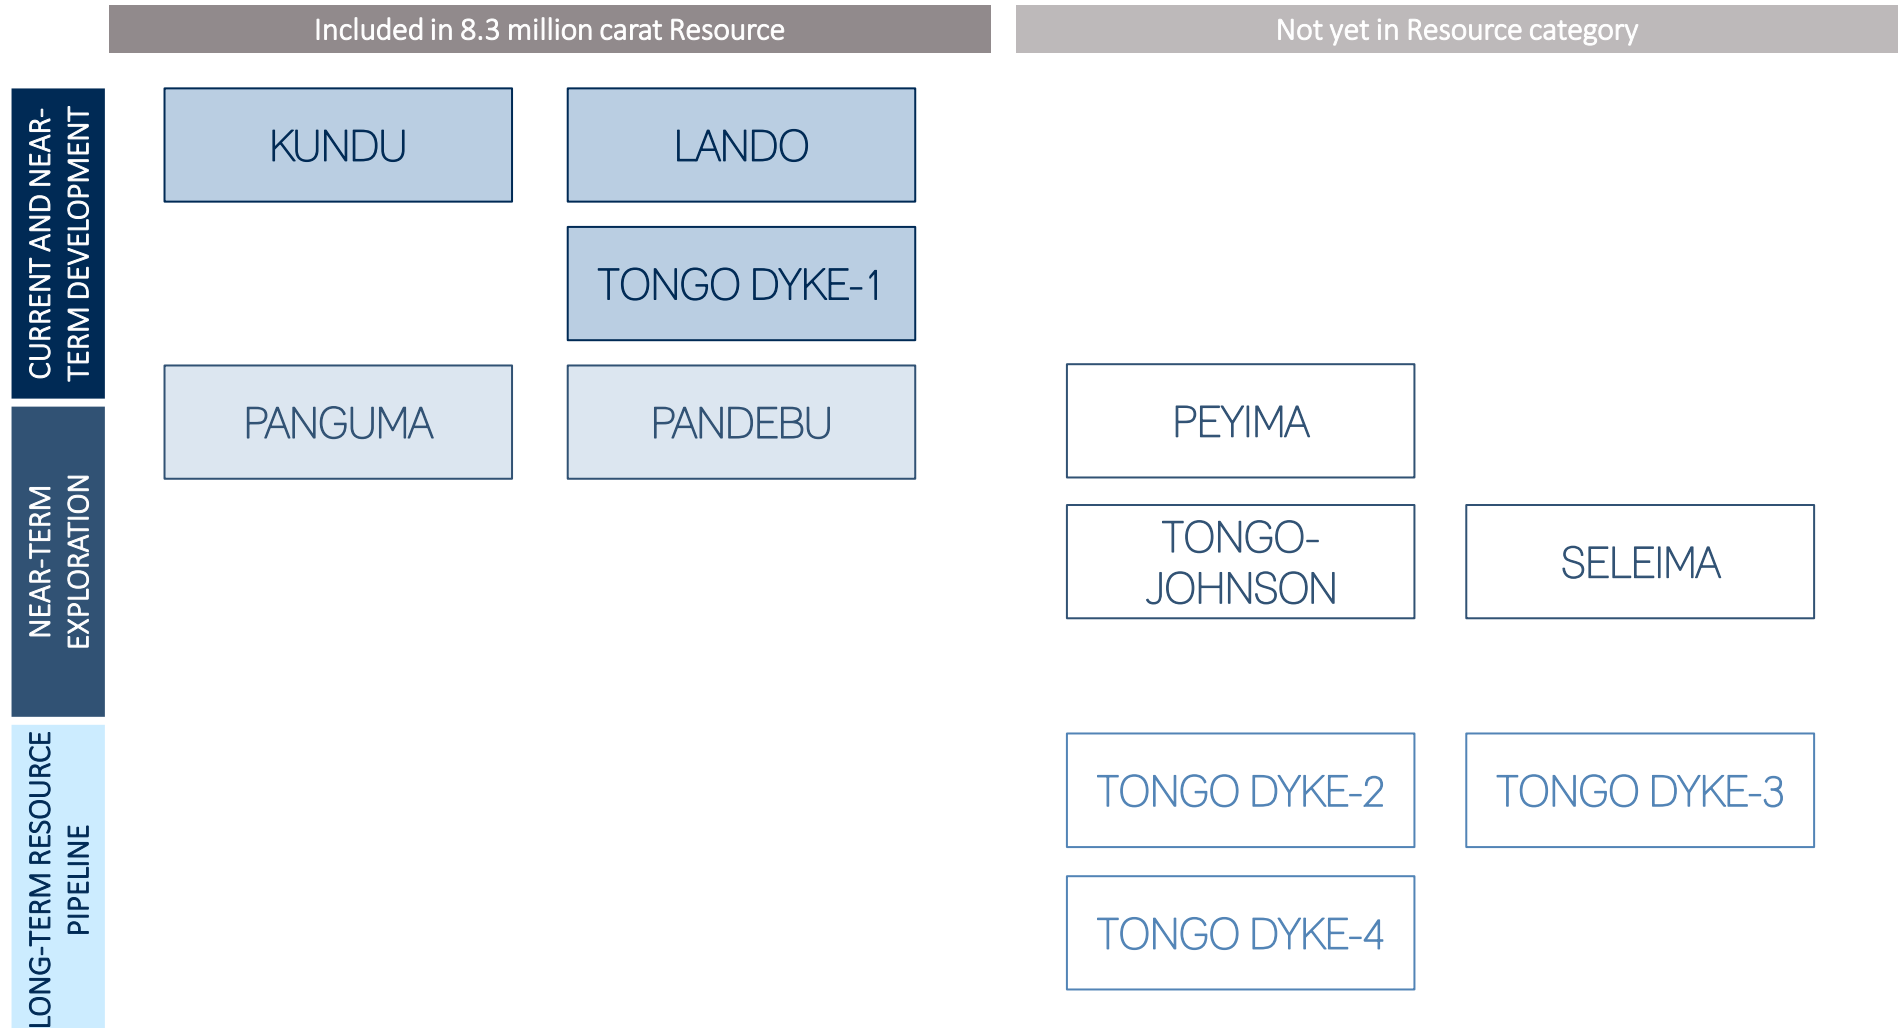 Included in 8.3 million carat Resource
Not yet in Resource category
CURRENT AND NEAR-
TERM DEVELOPMENT
KUNDU
LANDO
TONGO DYKE-1
NEAR-TERM
EXPLORATION
PANGUMA
PANDEBU
PEYIMA
TONGO-
JOHNSON
SELEIMA
LONG-TERM RESOURCE
PIPELINE
TONGO DYKE-2
TONGO DYKE-3
TONGO DYKE-4